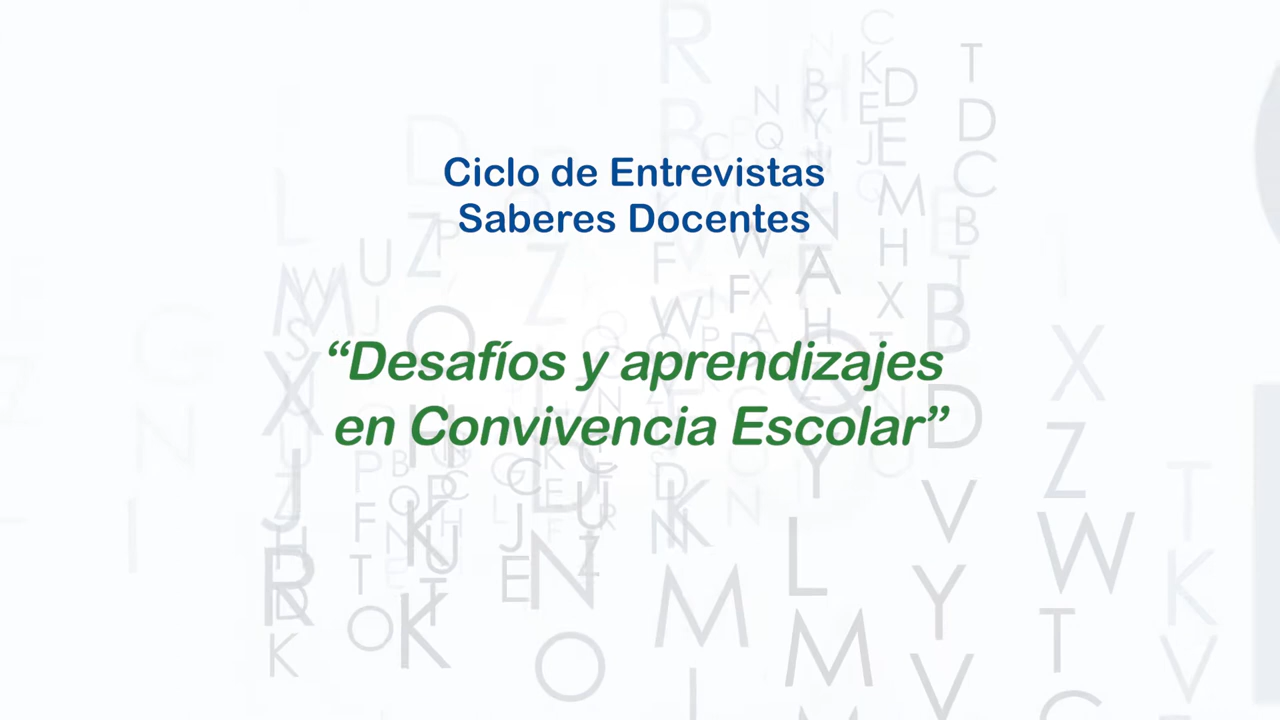 Ciclo de Entrevistas
Saberes Docentes
“Desafíos y aprendizajes
en Convivencia Escolar”